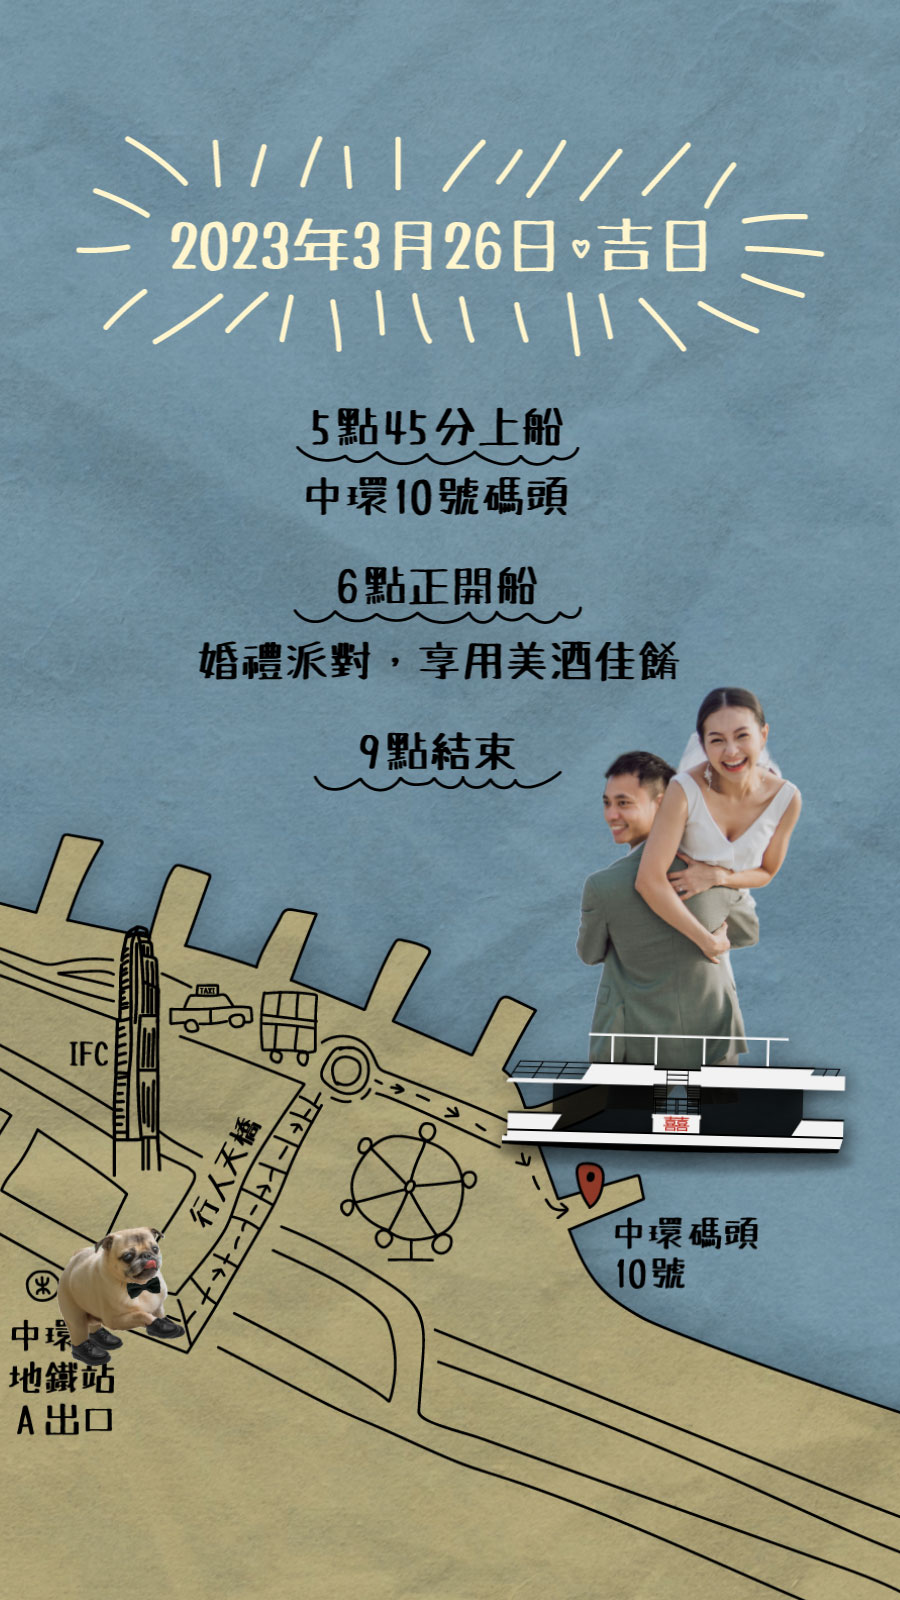 2023年3月26日♡吉日
5點45分上船
中環10號碼頭
6點正開船
婚禮派對，享用美酒佳餚
9點結束
TAXI
IFC
行人天橋
囍
中環碼頭
10號
中環
地鐵站
A出口